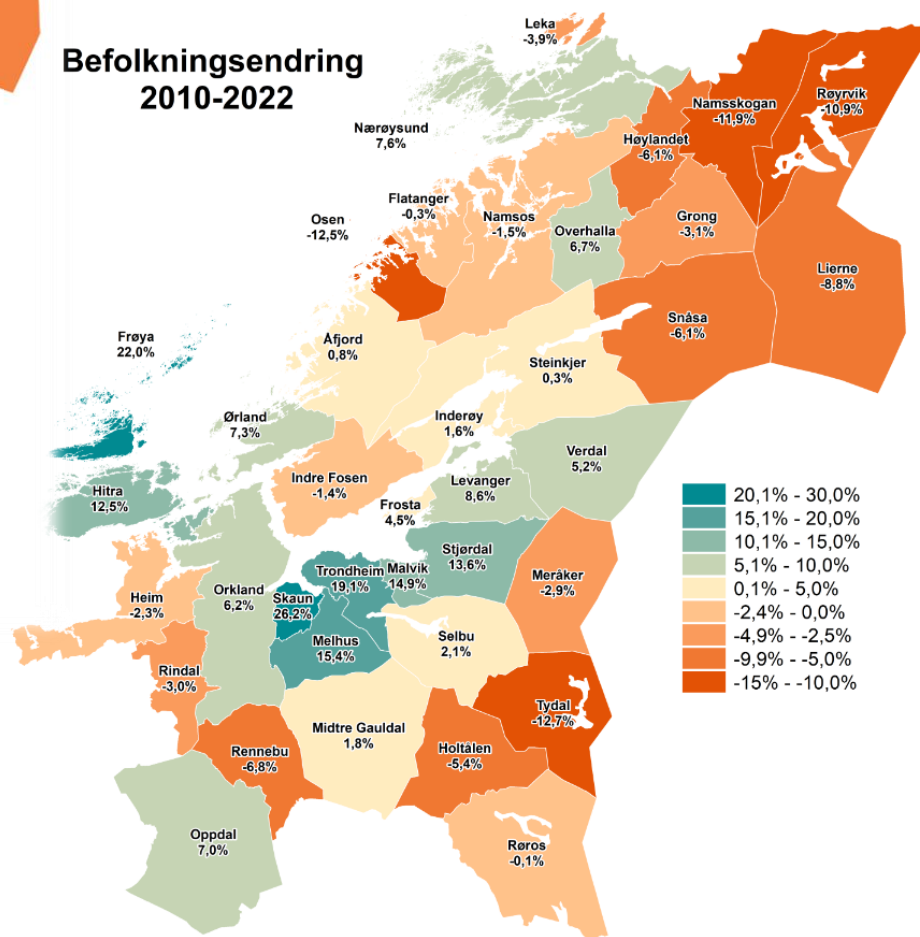 Befolkningsendring
2010-2022
Leka
-3,9%
Namsskogan
-11,9%
Røyrvik
-10,9%
Nærøysund
7,6%
Høylandet
-6,1%
Flatanger
-0,3%
Osen
-12,5%
Namsos
-1,5%
Overhalla
6,7%
Grong
-3,1%
Lierne
-8,8%
Snåsa
-6,1%
Frøya
22,0%
Åfjord
0,8%
Steinkjer
0,3%
Ørland
7,3%
Inderøy
1,6%
Verdal
5,2%
Indre Fosen
-1,4%
Levanger
8,6%
Hitra
12,5%
Frosta
4,5%
Stjørdal
13,6%
Trondheim
19,1%
Malvik
14,9%
Meråker
-2,9%
Heim
-2,3%
Orkland
6,2%
Skaun
26,2%
Melhus
15,4%
Selbu
2,1%
Rindal
-3,0%
Tydal
-12,7%
Midtre Gauldal
1,8%
Rennebu
-6,8%
Holtålen
-5,4%
Oppdal
7,0%
Røros
-0,1%
20,1% - 30,0%
15,1% - 20,0%
10,1% - 15,0%
5,1% - 10,0%
0,1% - 5,0%
-2,4% - 0,0%
-4,9% - -2,5%
-9,9% - -5,0%
-15% - -10,0%